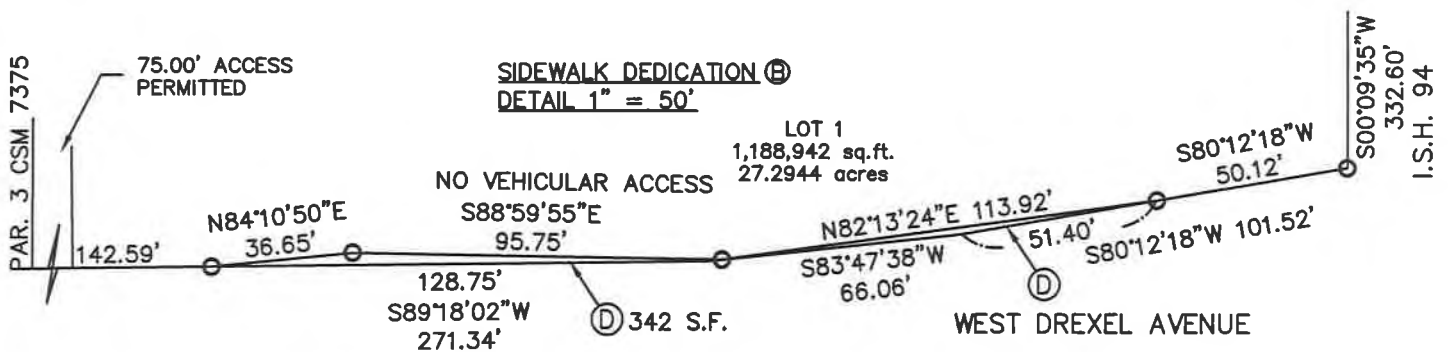 PAR. 3 CSM 7375
75.00' ACCESS
PERMITTED
SIDEWALK DEDICATION Ⓑ
DETAIL 1" = 50'
LOT 1
1,188,942 sq.ft.
27.2944 acres
NO VEHICULAR ACCESS
S00°09'35"W
332.60'
I.S.H. 94
S80°12'18"W
50.12'
142.59'
N84°10'50"E
36.65'
S88°59'55"E
95.75'
N82°13'24"E 113.92'
51.40'
S80°12'18"W 101.52'
S83°47'38"W
66.06'
128.75'
S89°18'02"W
271.34'
Ⓓ 342 S.F.
Ⓓ
WEST DREXEL AVENUE